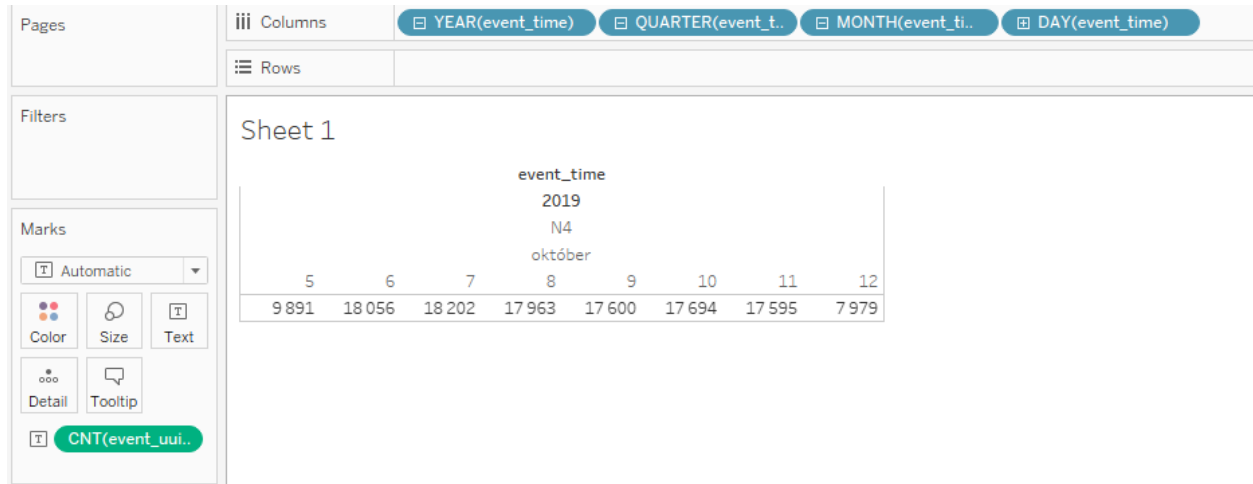 Pages
Columns
YEAR(event_time)
QUARTER(event_t..
MONTH(event_ti..
DAY(event_time)
Rows
Filters
Sheet 1
event_time
2019
N4
október
5 6 7 8 9 10 11 12
9 891 18 056 18 202 17 963 17 600 17 694 17 595 7 979
Marks
T Automatic
T
Color Size Text
Detail Tooltip
T CNT(event_uui..